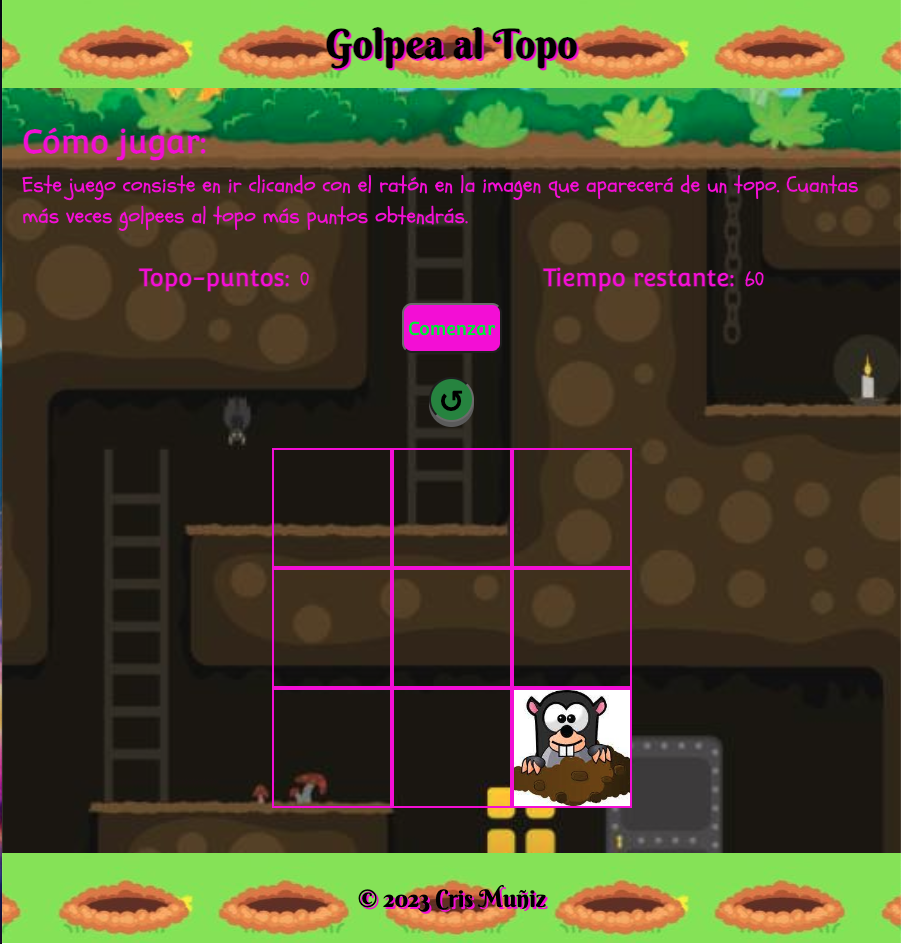 Golpea al Topo
Cómo jugar:
Este juego consiste en ir clicando con el ratón en la imagen que aparecerá de un topo. Cuantas
más veces golpees al topo más puntos obtendrás.
Topo-puntos: 0
Tiempo restante: 60
Comenzar
↺
© 2023 Cris Muñiz